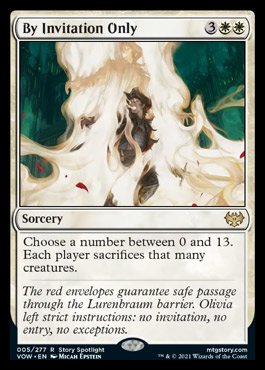 By Invitation Only 3
Sorcery
Choose a number between 0 and 13.
Each player sacrifices that many
creatures.
The red envelopes guarantee safe
passage through the Lurenbraum barrier. Olivia
left strict instructions: no invitation, no
entry, no exceptions.
005/277 R Story Spotlight mtgstory.com
VOW • EN Micah Epstein ™ & © 2021 Wizards of the Coast